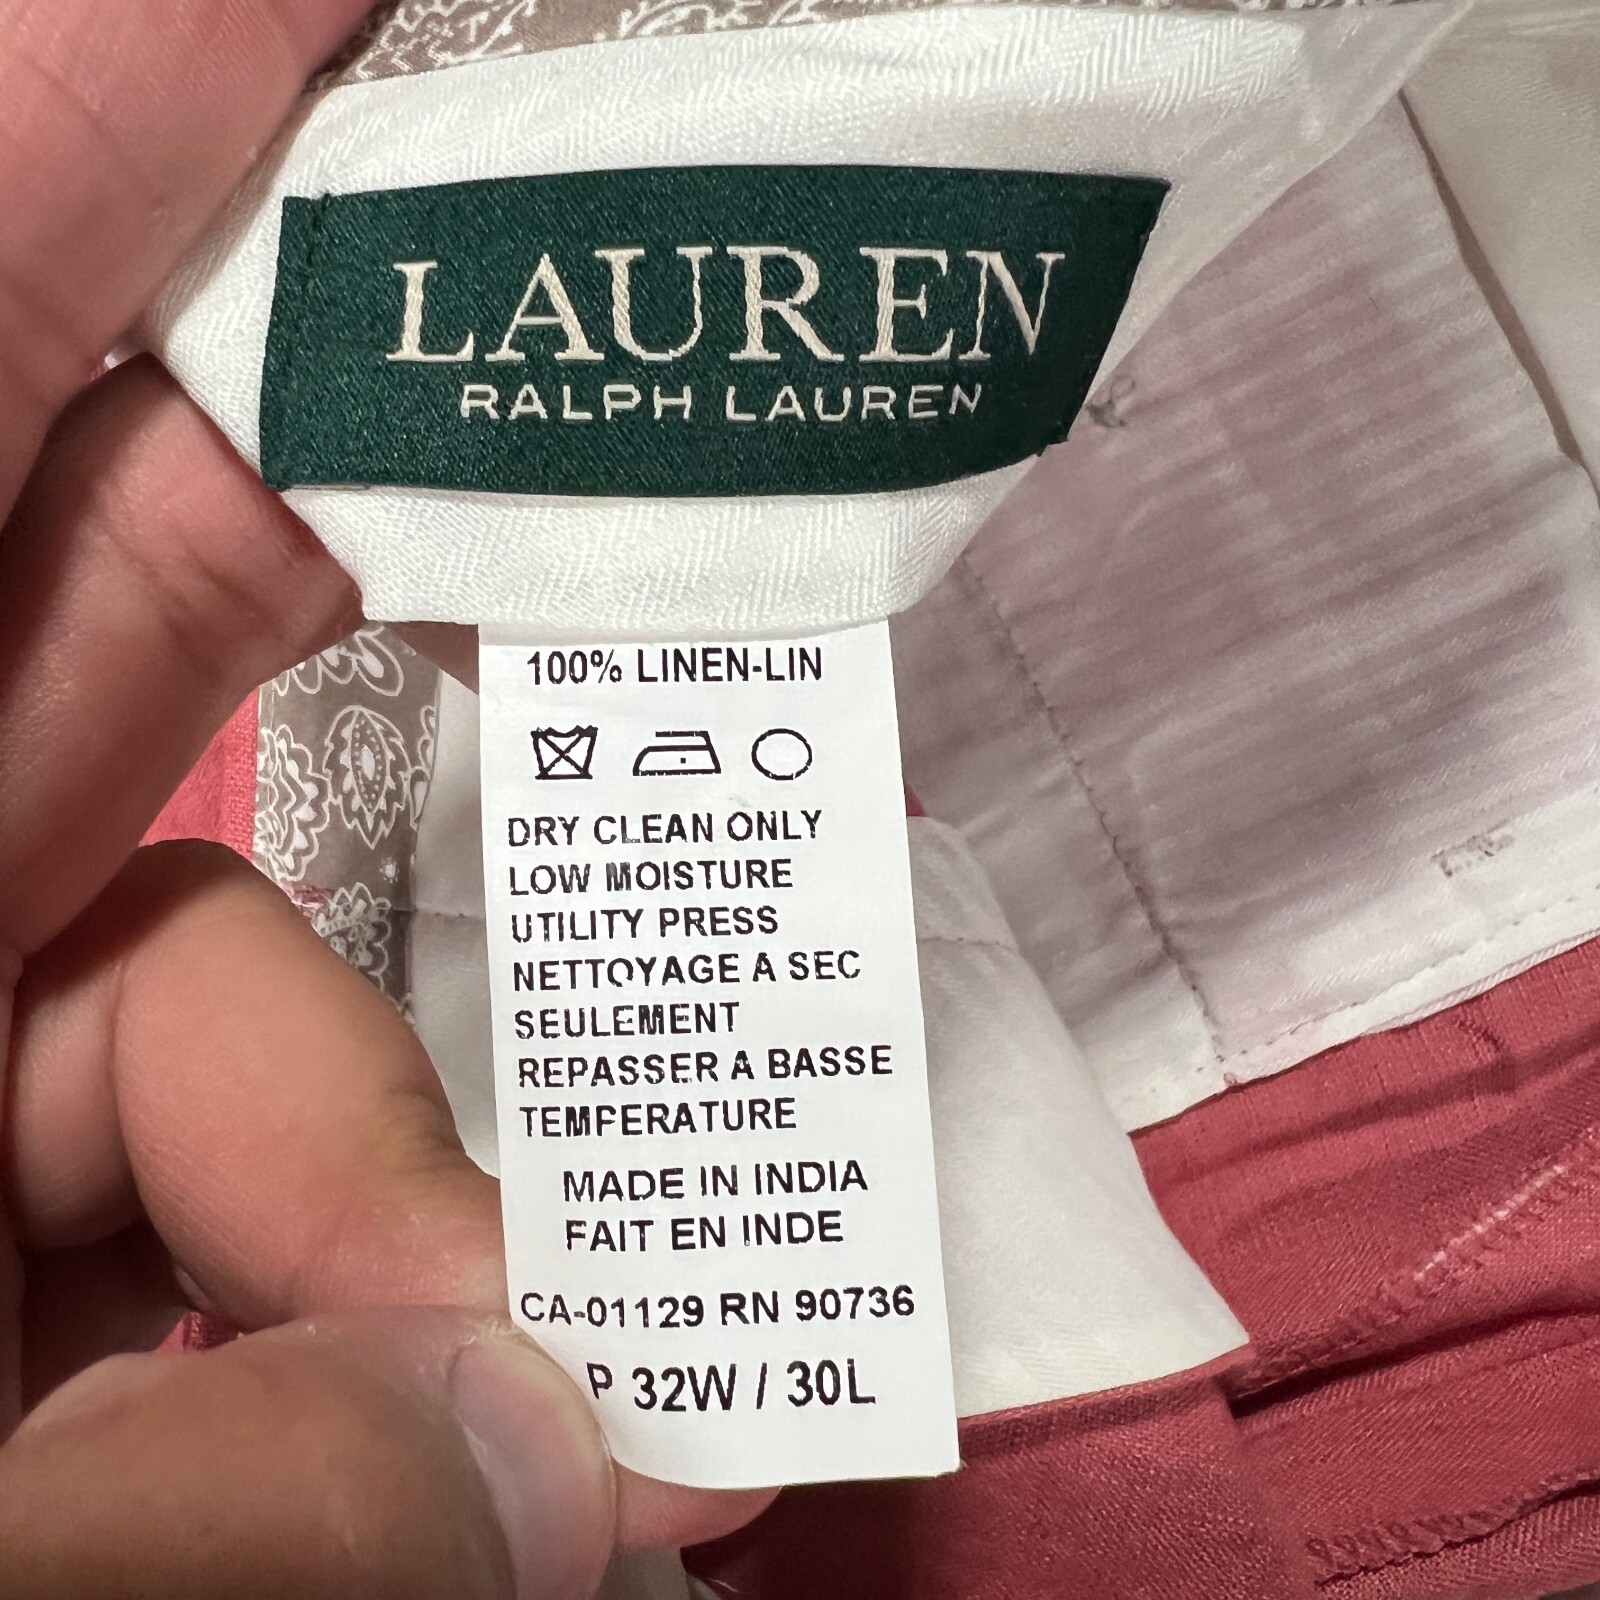 LAUREN
RALPH LAUREN
100% LINEN-LIN
DRY CLEAN ONLY
LOW MOISTURE
UTILITY PRESS
NETTOYAGE A SEC
SEULEMENT
REPASSER A BASSE
TEMPERATURE
MADE IN INDIA
FAIT EN INDE
CA-01129 RN 90736
P 32W / 30L